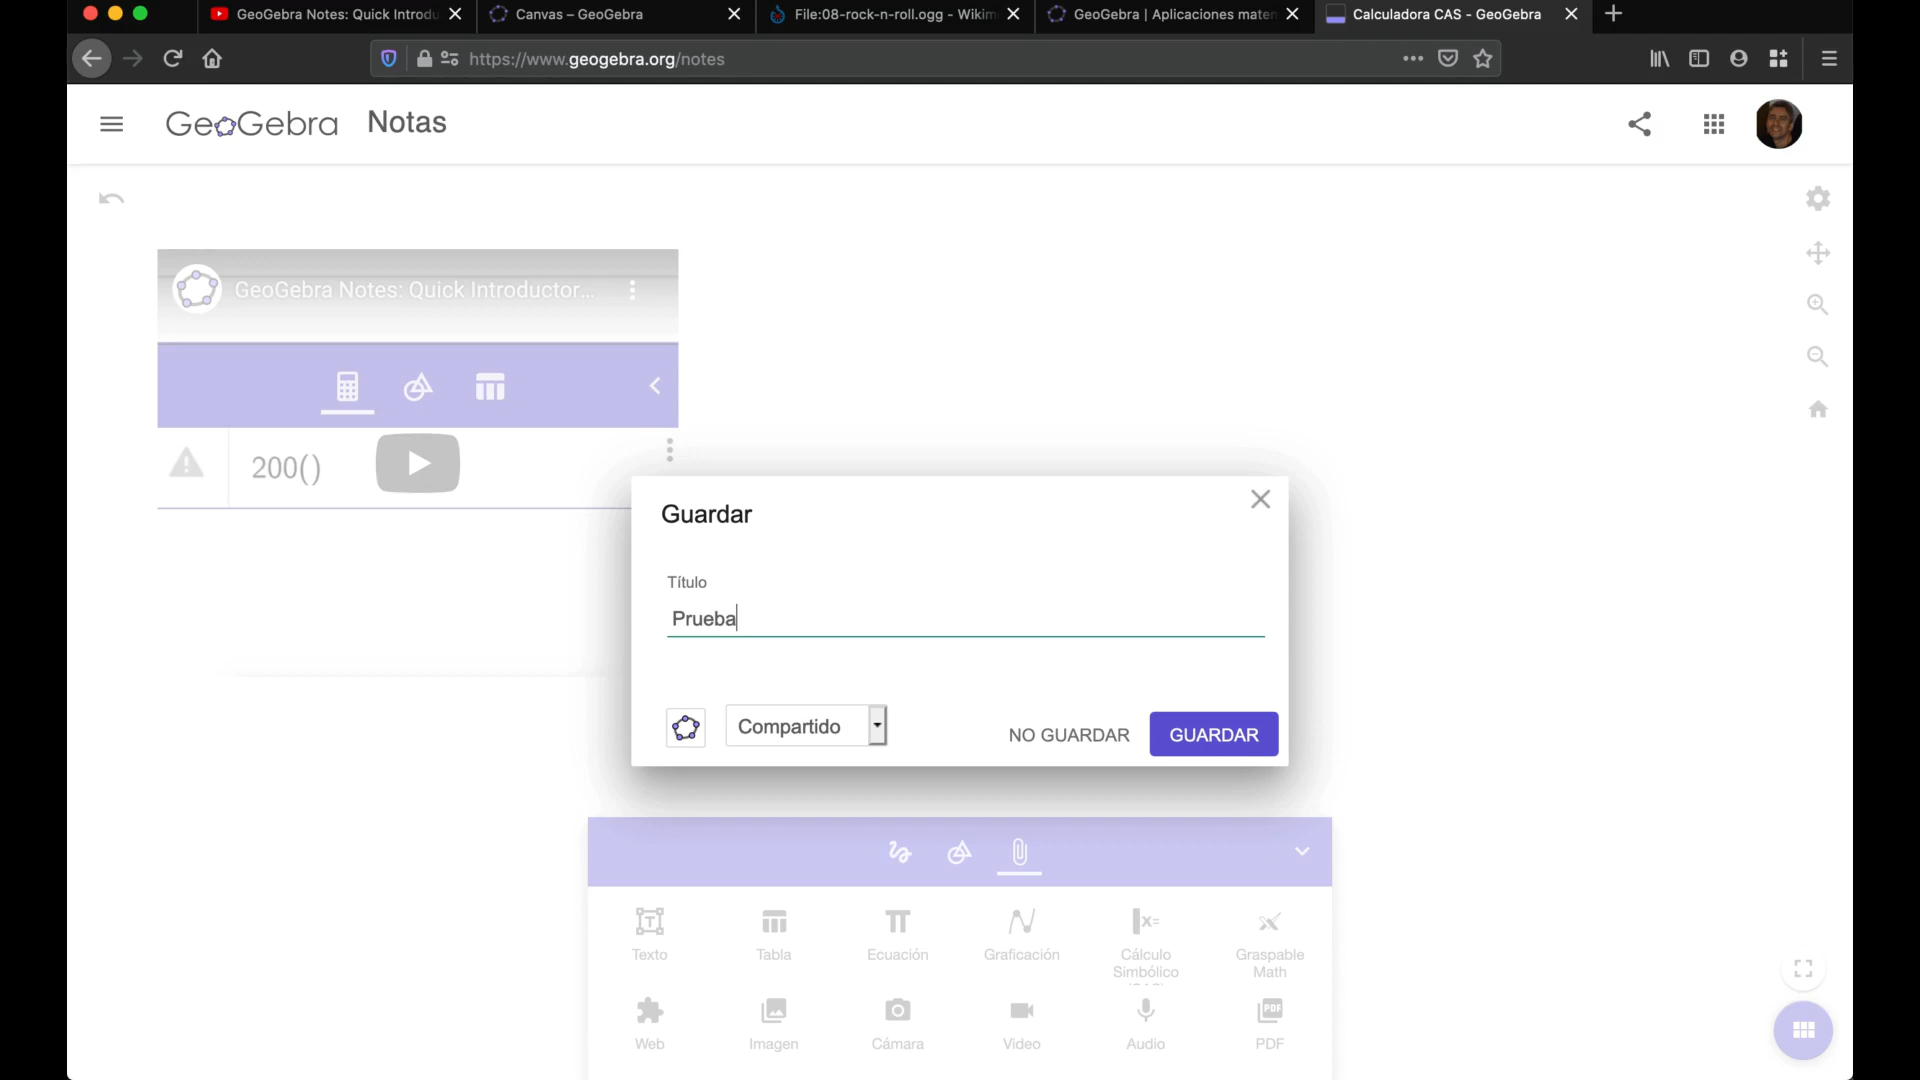 GeoGebra Notes: Quick Introdu
Canvas – GeoGebra
File:08-rock-n-roll.ogg - Wikim
GeoGebra | Aplicaciones matem
Calculadora CAS - GeoGebra
https://www.geogebra.org/notes
GeoGebra
Notas
GeoGebra Notes: Quick Introductor...
200()
Guardar
Título
Prueba
Compartido
NO GUARDAR
GUARDAR
Texto
Tabla
Ecuación
Graficación
Cálculo
Simbólico
Graspable
Math
Web
Imagen
Cámara
Video
Audio
PDF
PDF